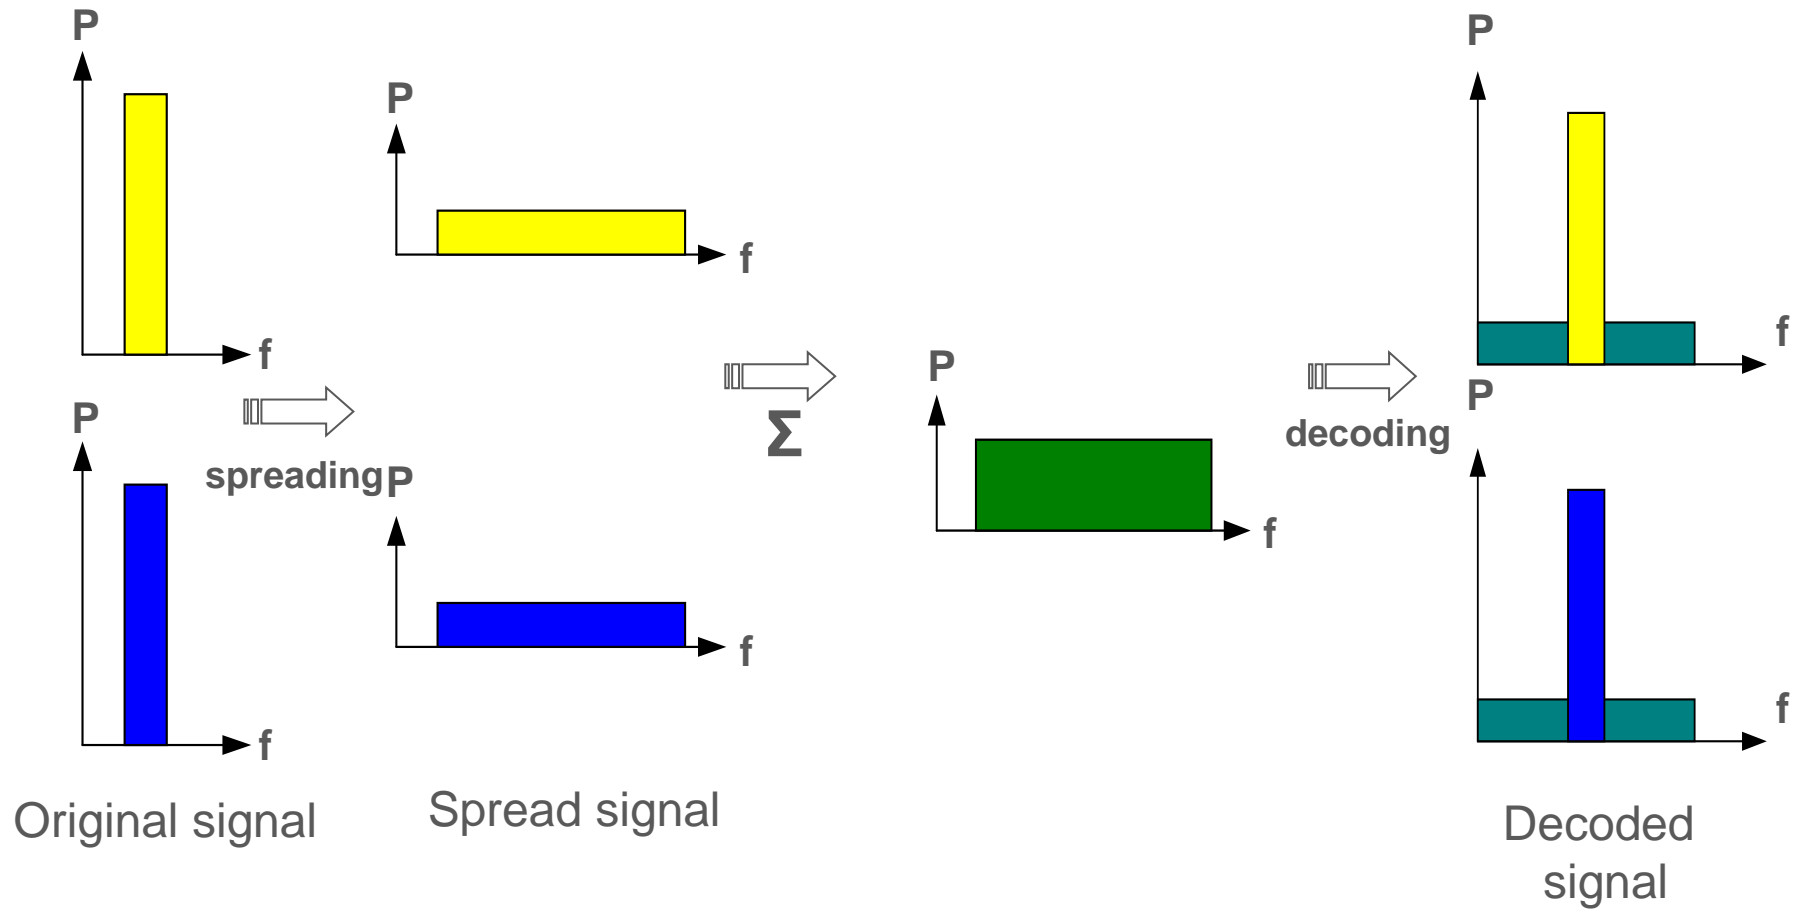 P
f
P
f
spreading
P
f
P
f
Σ
P
f
decoding
P
f
P
f
Original signal
Spread signal
Decoded
signal